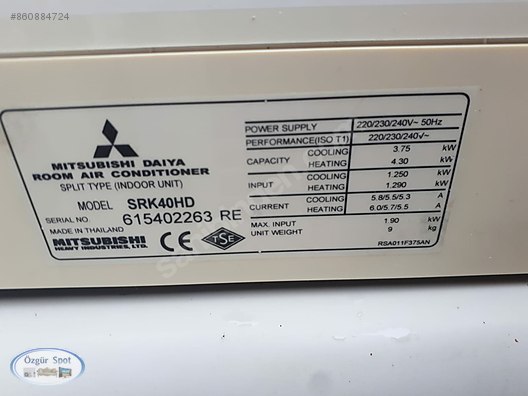 #860884724
MITSUBISHI DAIYA
ROOM AIR CONDITIONER
SPLIT TYPE (INDOOR UNIT)
MODEL SRK40HD
SERIAL NO. 615402263 RE
MADE IN THAILAND
MITSUBISHI
HEAVY INDUSTRIES, LTD.
CE
TSE
POWER SUPPLY 220/230/240V~ 50Hz
PERFORMANCE(ISO T1) 220/230/240V~
CAPACITY COOLING 3.75 kW
HEATING 4.30 kW
INPUT COOLING 1.250 kW
HEATING 1.290 kW
CURRENT COOLING 5.8/5.5/5.3 A
HEATING 6.0/5.7/5.5 A
MAX. INPUT 1.90 kW
UNIT WEIGHT 9 kg
RSA011F375AN
Özgür Spot